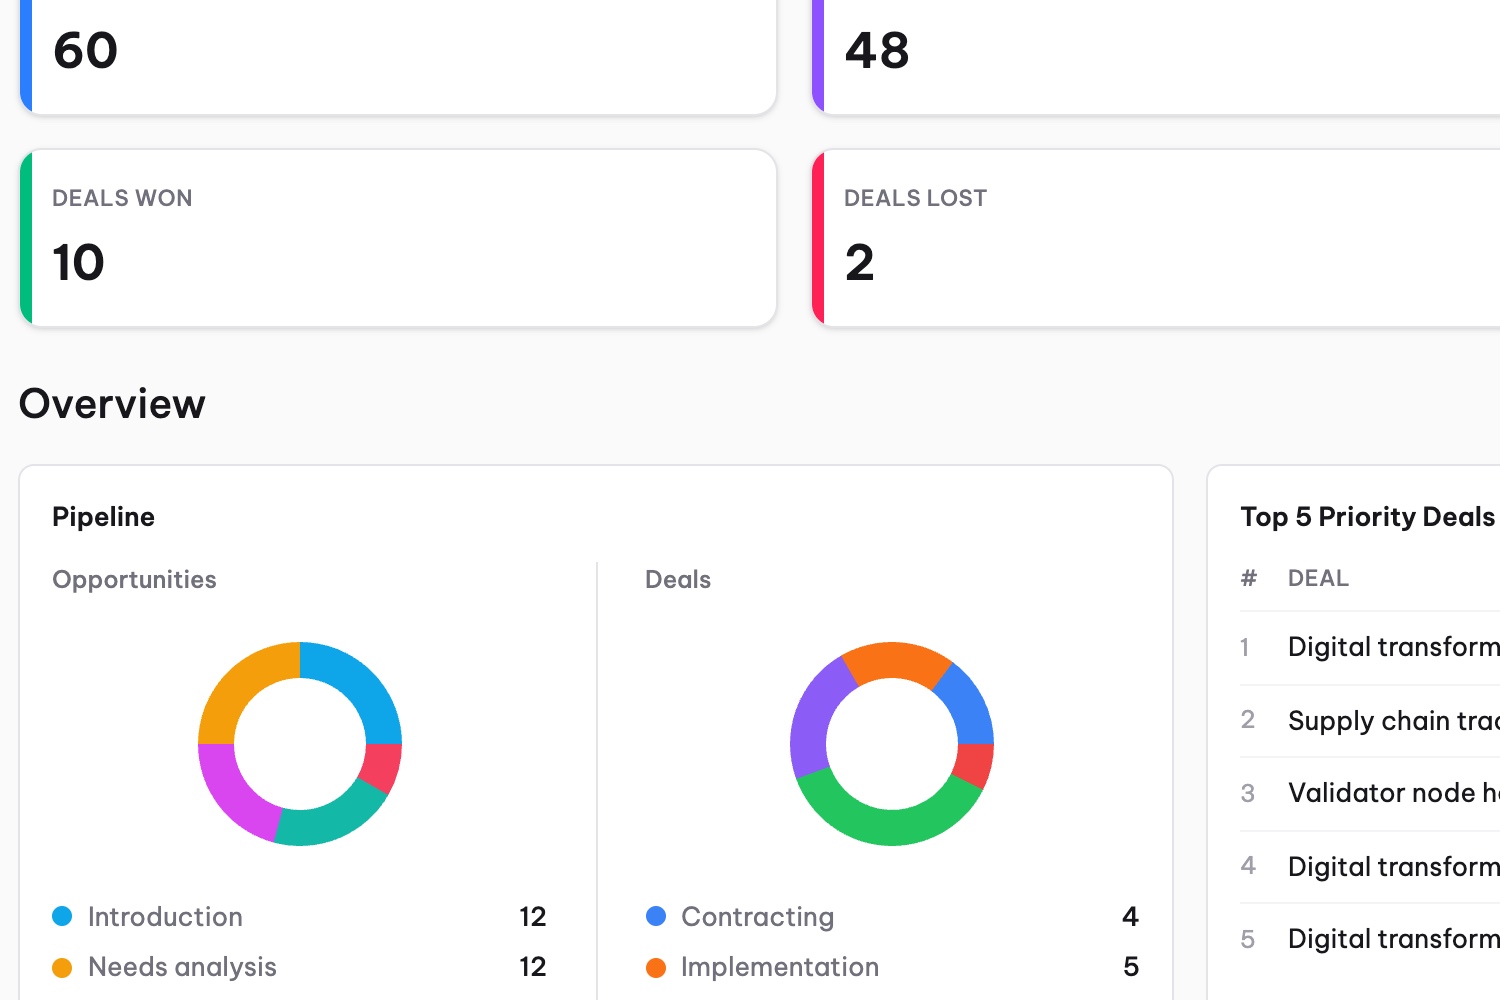 60
48
DEALS WON
10
DEALS LOST
2
Overview
Pipeline
Opportunities
Deals
Introduction 12
Needs analysis 12
Contracting 4
Implementation 5
Top 5 Priority Deals
# DEAL
1 Digital transform
2 Supply chain trac
3 Validator node h
4 Digital transform
5 Digital transform